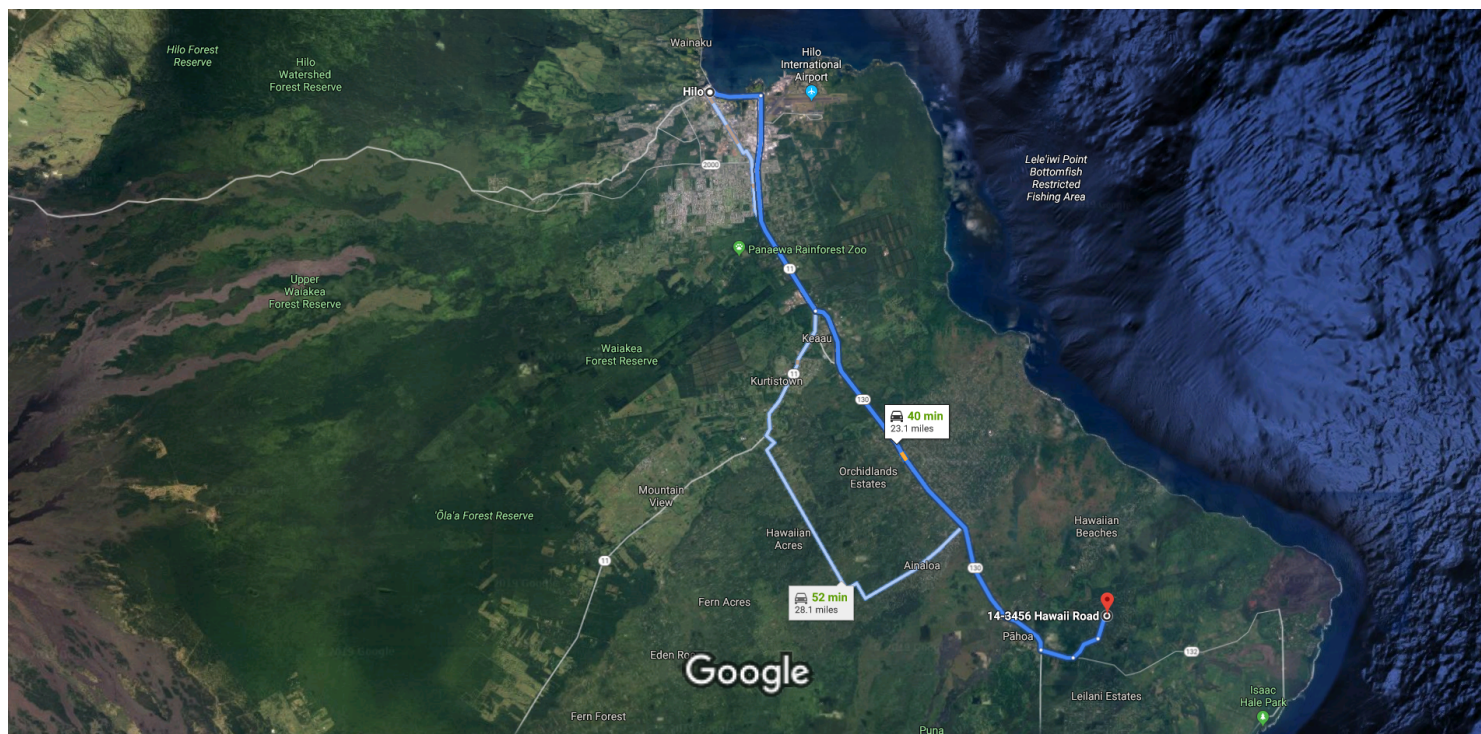 Wainaku
Hilo Forest
Reserve
Hilo
Watershed
Forest Reserve
Hilo
International
Airport
Hilo
2000
Lele'iwi Point
Bottomfish
Restricted
Fishing Area
Panaewa Rainforest Zoo
11
Upper
Waiakea
Forest Reserve
Waiakea
Forest Reserve
Keaau
11
Kurtistown
130
40 min
23.1 miles
Orchidlands
Estates
Mountain
View
'Ōla'a Forest Reserve
Hawaiian
Acres
Hawaiian
Beaches
11
Ainaloa
130
52 min
28.1 miles
Fern Acres
14-3456 Hawaii Road
Pāhoa
132
Eden
Google
Leilani Estates
Isaac
Hale Park
Fern Forest
Puna